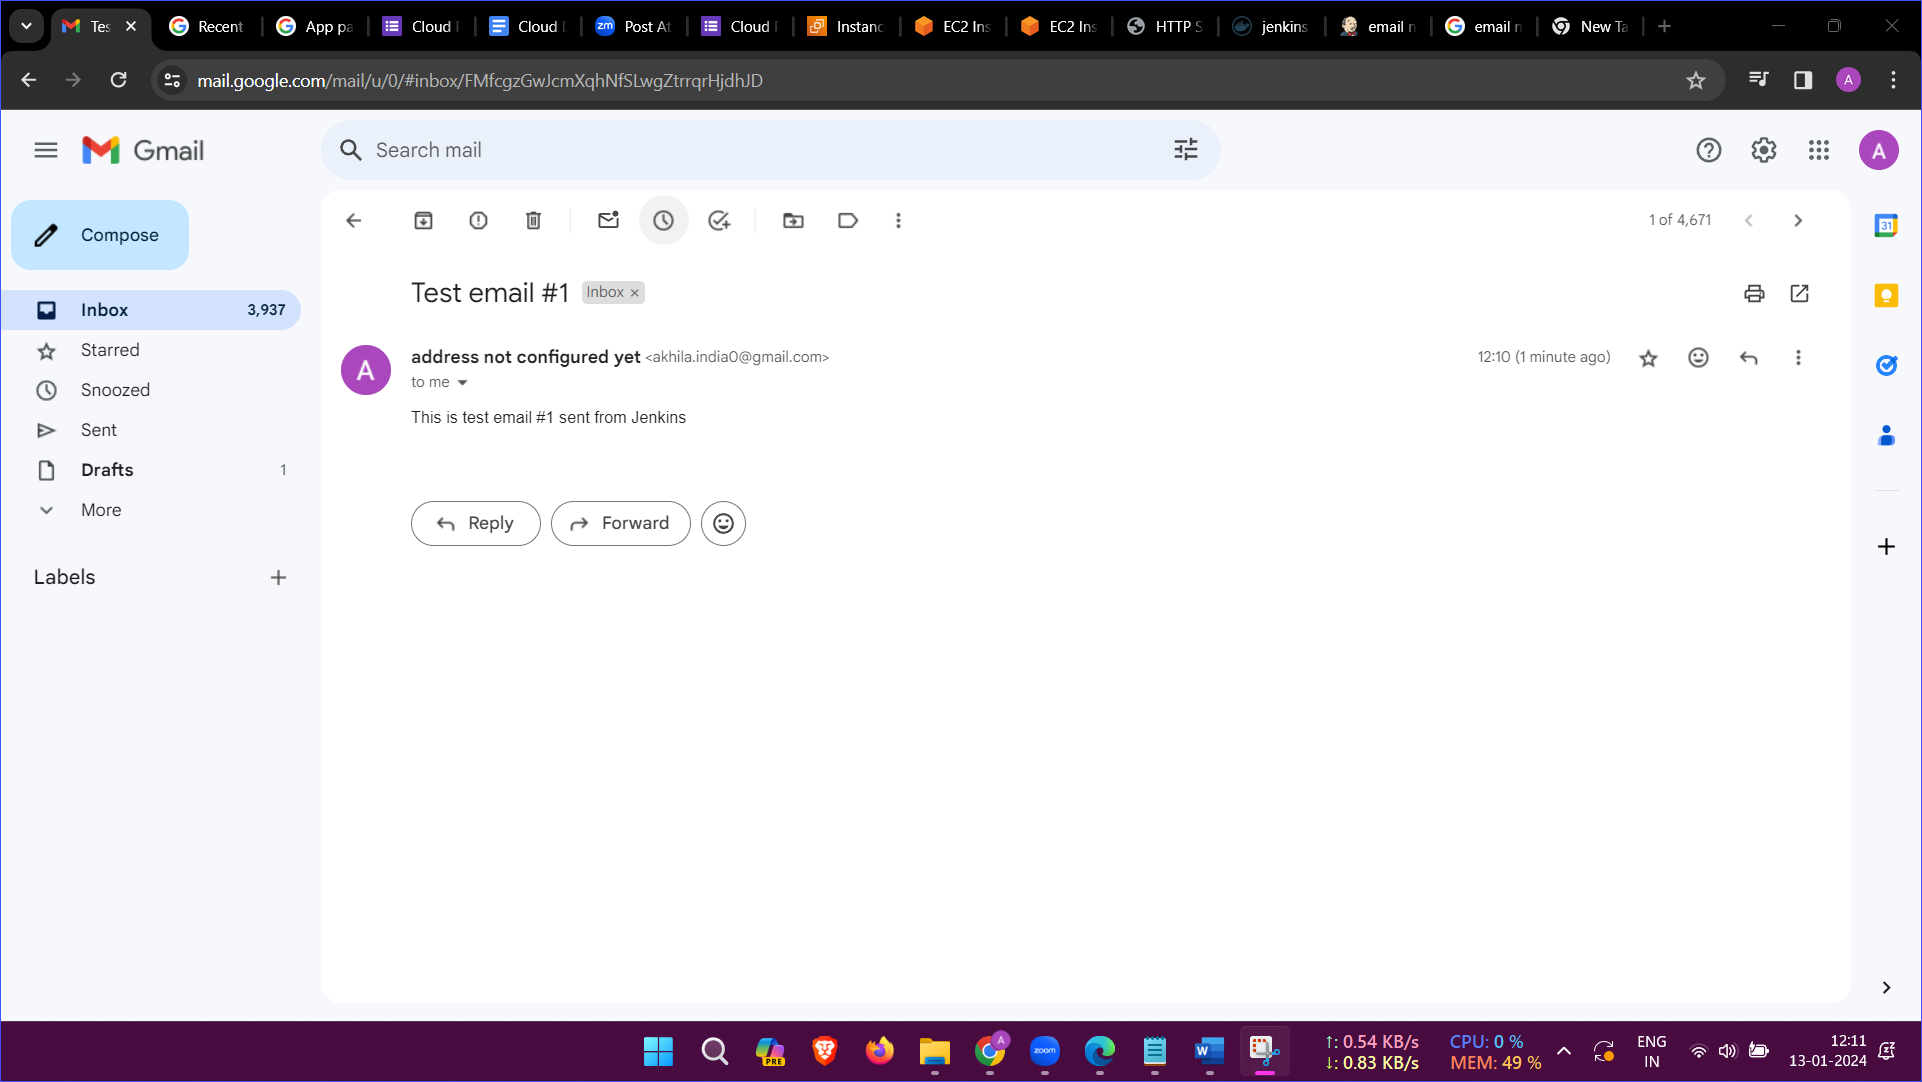 Tes
Recent
App pa
Cloud F
Cloud D
zm
Post At
Cloud F
Instanc
EC2 Ins
EC2 Ins
HTTP S
jenkins
email n
email n
New Ta
mail.google.com/mail/u/0/#inbox/FMfcgzGwJcmXqhNfSLwgZtrrqrHjdhJD
A
Gmail
Search mail
A
Compose
1 of 4,671
31
Test email #1
Inbox ×
Inbox 3,937
Starred
Snoozed
Sent
Drafts 1
More
Labels
A
address not configured yet <akhila.india0@gmail.com>
12:10 (1 minute ago)
to me
This is test email #1 sent from Jenkins
Reply
Forward
PRE
A
zoom
W
↑: 0.54 KB/s
↓: 0.83 KB/s
CPU: 0 %
MEM: 49 %
ENG
IN
12:11
13-01-2024